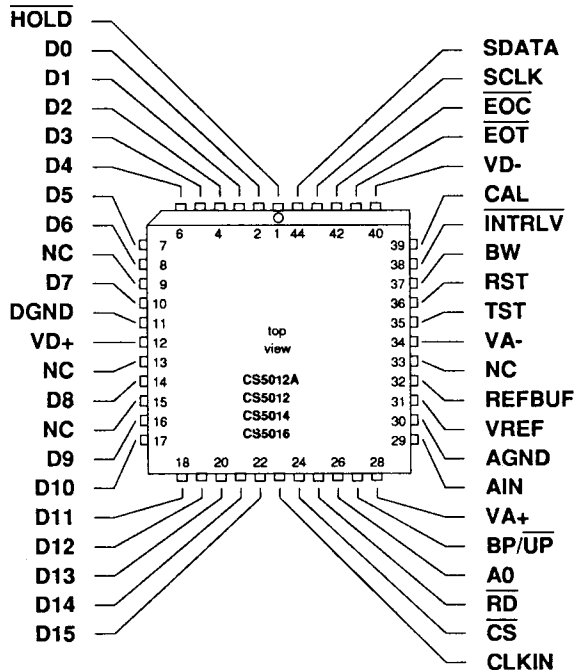 HOLD
D0
D1
D2
D3
D4
D5
D6
NC
D7
DGND
VD+
NC
D8
NC
D9
D10
D11
D12
D13
D14
D15
SDATA
SCLK
EOC
EOT
VD-
CAL
INTRLV
BW
RST
TST
VA-
NC
REFBUF
VREF
AGND
AIN
VA+
BP/UP
A0
RD
CS
CLKIN
6 4 2 1 44 42 40
7
8
9
10
11
12
13
14
15
16
17
39
38
37
36
35
34
33
32
31
30
29
top
view
CS5012A
CS5012
CS5014
CS5016
18 20 22 24 26 28